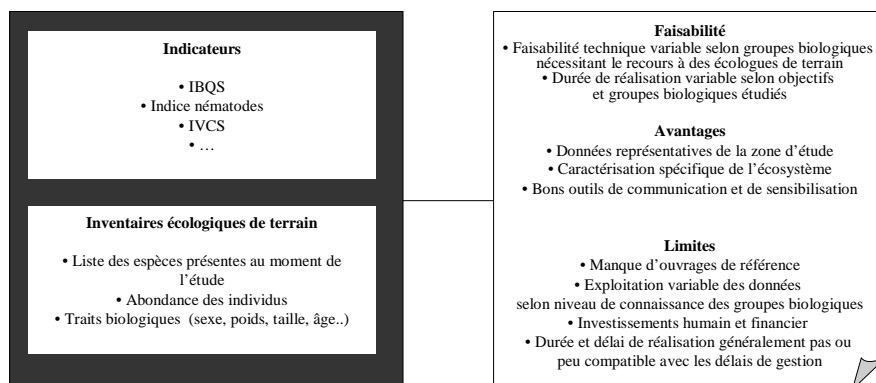 Indicateurs
• IBQS
• Indice nématodes
• IVCS
• …
Inventaires écologiques de terrain
• Liste des espèces présentes au moment de
l’étude
• Abondance des individus
• Traits biologiques (sexe, poids, taille, âge..)
Faisabilité
• Faisabilité technique variable selon groupes biologiques
nécessitant le recours à des écologues de terrain
• Durée de réalisation variable selon objectifs
et groupes biologiques étudiés
Avantages
• Données représentatives de la zone d’étude
• Caractérisation spécifique de l’écosystème
• Bons outils de communication et de sensibilisation
Limites
• Manque d’ouvrages de référence
• Exploitation variable des données
selon niveau de connaissance des groupes biologiques
• Investissements humain et financier
• Durée et délai de réalisation généralement pas ou
peu compatible avec les délais de gestion